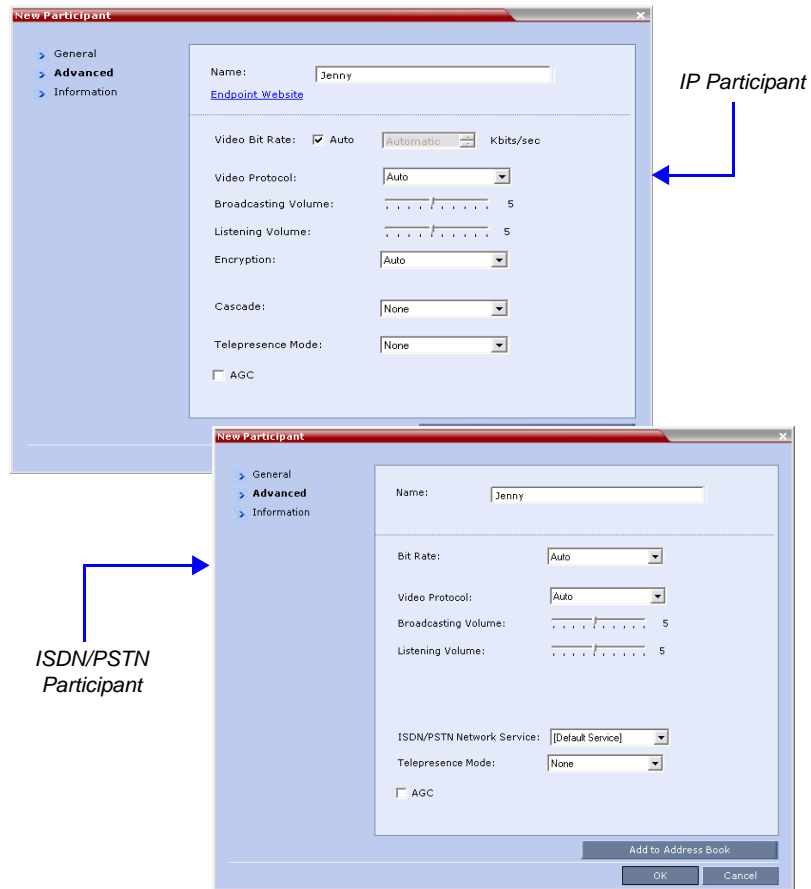 New Participant
General
Advanced
Information
Name: Jenny
Endpoint Website
Video Bit Rate: Auto Automatic Kbits/sec
Video Protocol: Auto
Broadcasting Volume: 5
Listening Volume: 5
Encryption: Auto
Cascade: None
Telepresence Mode: None
AGC
IP Participant
New Participant
General
Advanced
Information
Name: Jenny
Bit Rate: Auto
Video Protocol: Auto
Broadcasting Volume: 5
Listening Volume: 5
ISDN/PSTN Network Service: [Default Service]
Telepresence Mode: None
AGC
Add to Address Book
OK Cancel
ISDN/PSTN
Participant